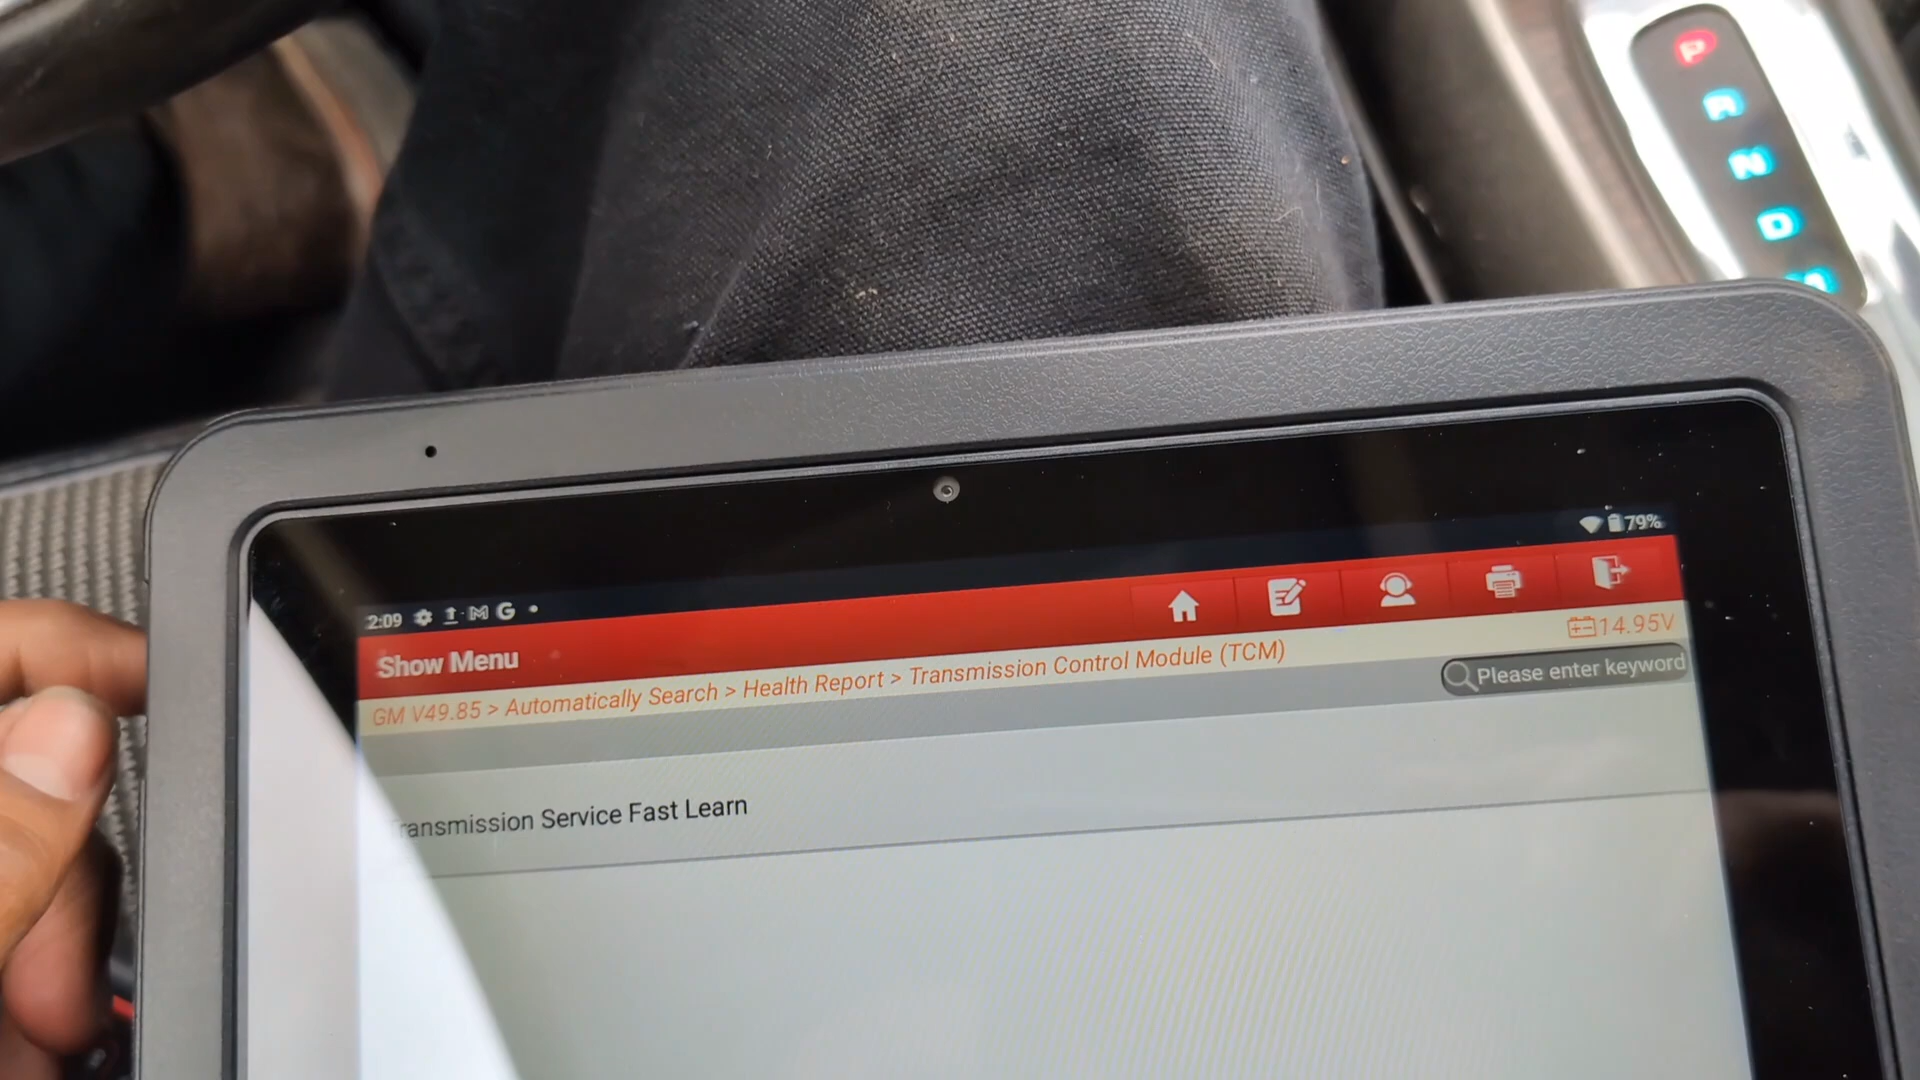 P
R
N
D
79%
2:09 M G
Show Menu
14.95V
GM V49.85 > Automatically Search > Health Report > Transmission Control Module (TCM)
Please enter keyword
Transmission Service Fast Learn